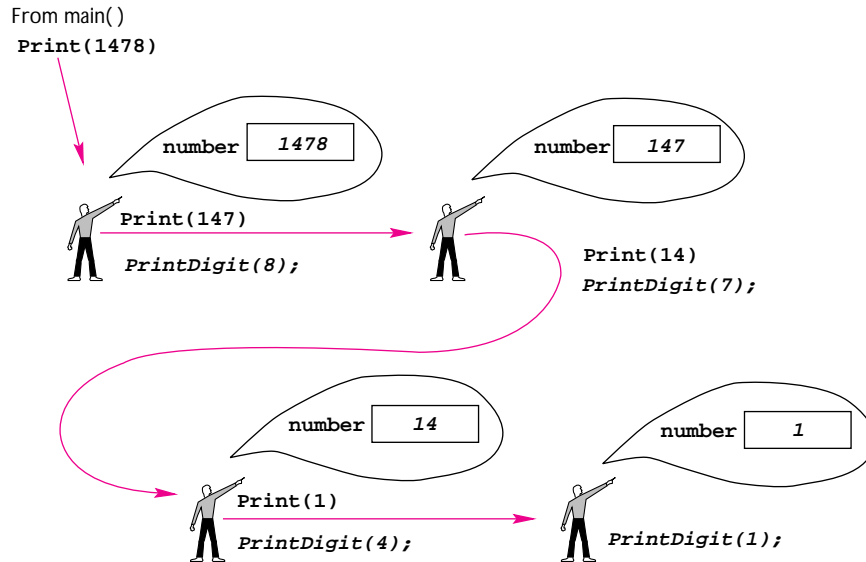 From main( )
Print(1478)
number 1478
number 147
Print(147)
PrintDigit(8);
Print(14)
PrintDigit(7);
number 14
number 1
Print(1)
PrintDigit(4);
PrintDigit(1);